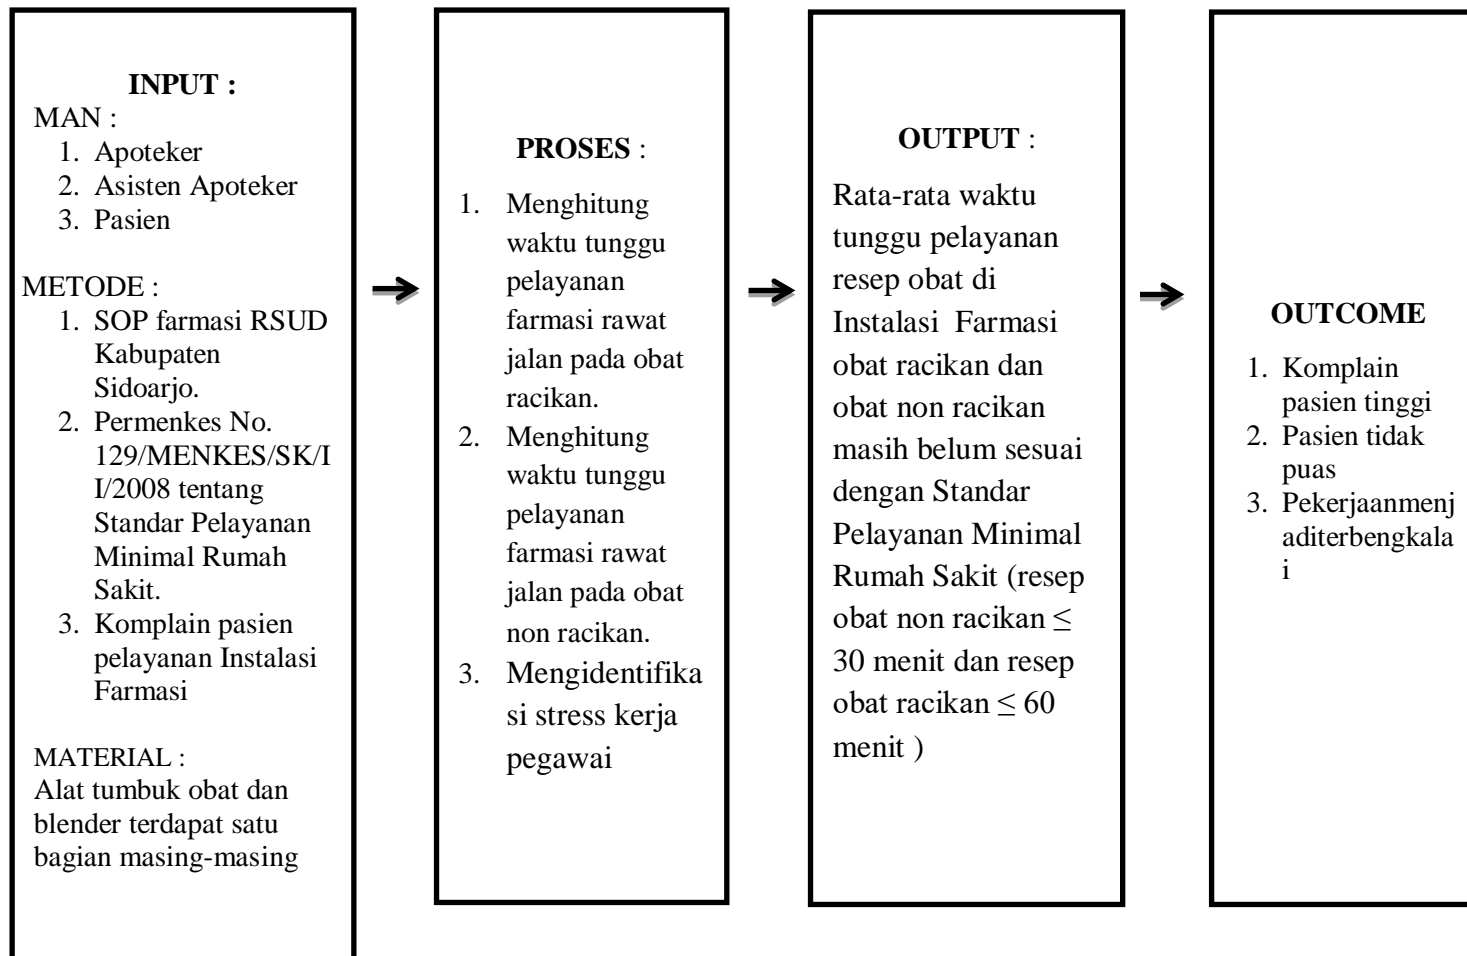 INPUT :
MAN :
1. Apoteker
2. Asisten Apoteker
3. Pasien
METODE :
1. SOP farmasi RSUD
Kabupaten
Sidoarjo.
2. Permenkes No.
129/MENKES/SK/I
I/2008 tentang
Standar Pelayanan
Minimal Rumah
Sakit.
3. Komplain pasien
pelayanan Instalasi
Farmasi
MATERIAL :
Alat tumbuk obat dan
blender terdapat satu
bagian masing-masing
PROSES :
1. Menghitung
waktu tunggu
pelayanan
farmasi rawat
jalan pada obat
racikan.
2. Menghitung
waktu tunggu
pelayanan
farmasi rawat
jalan pada obat
non racikan.
3. Mengidentifika
si stress kerja
pegawai
OUTPUT :
Rata-rata waktu
tunggu pelayanan
resep obat di
Instalasi Farmasi
obat racikan dan
obat non racikan
masih belum sesuai
dengan Standar
Pelayanan Minimal
Rumah Sakit (resep
obat non racikan ≤
30 menit dan resep
obat racikan ≤ 60
menit )
OUTCOME
1. Komplain
pasien tinggi
2. Pasien tidak
puas
3. Pekerjaanmenj
aditerbengkala
i